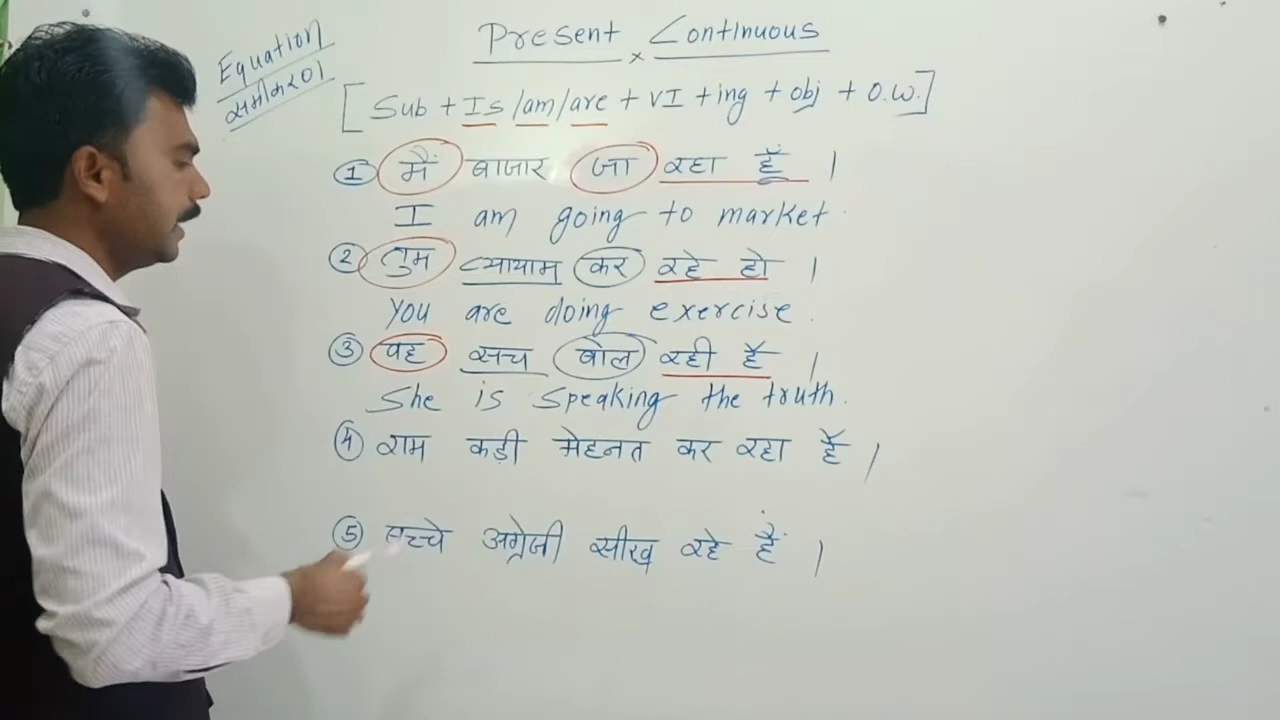 Equation
समीकरण
Present Continuous
[Sub + Is/am/are + VI + ing + obj + O.W.]
① मैं बाजार जा रहा हूँ ।
I am going to market.
② तुम व्यायाम कर रहे हो ।
You are doing exercise.
③ वह सच बोल रही है ।
She is speaking the truth.
④ राम कड़ी मेहनत कर रहा है ।
⑤ बच्चे अग्रेजी सीख रहे हैं ।